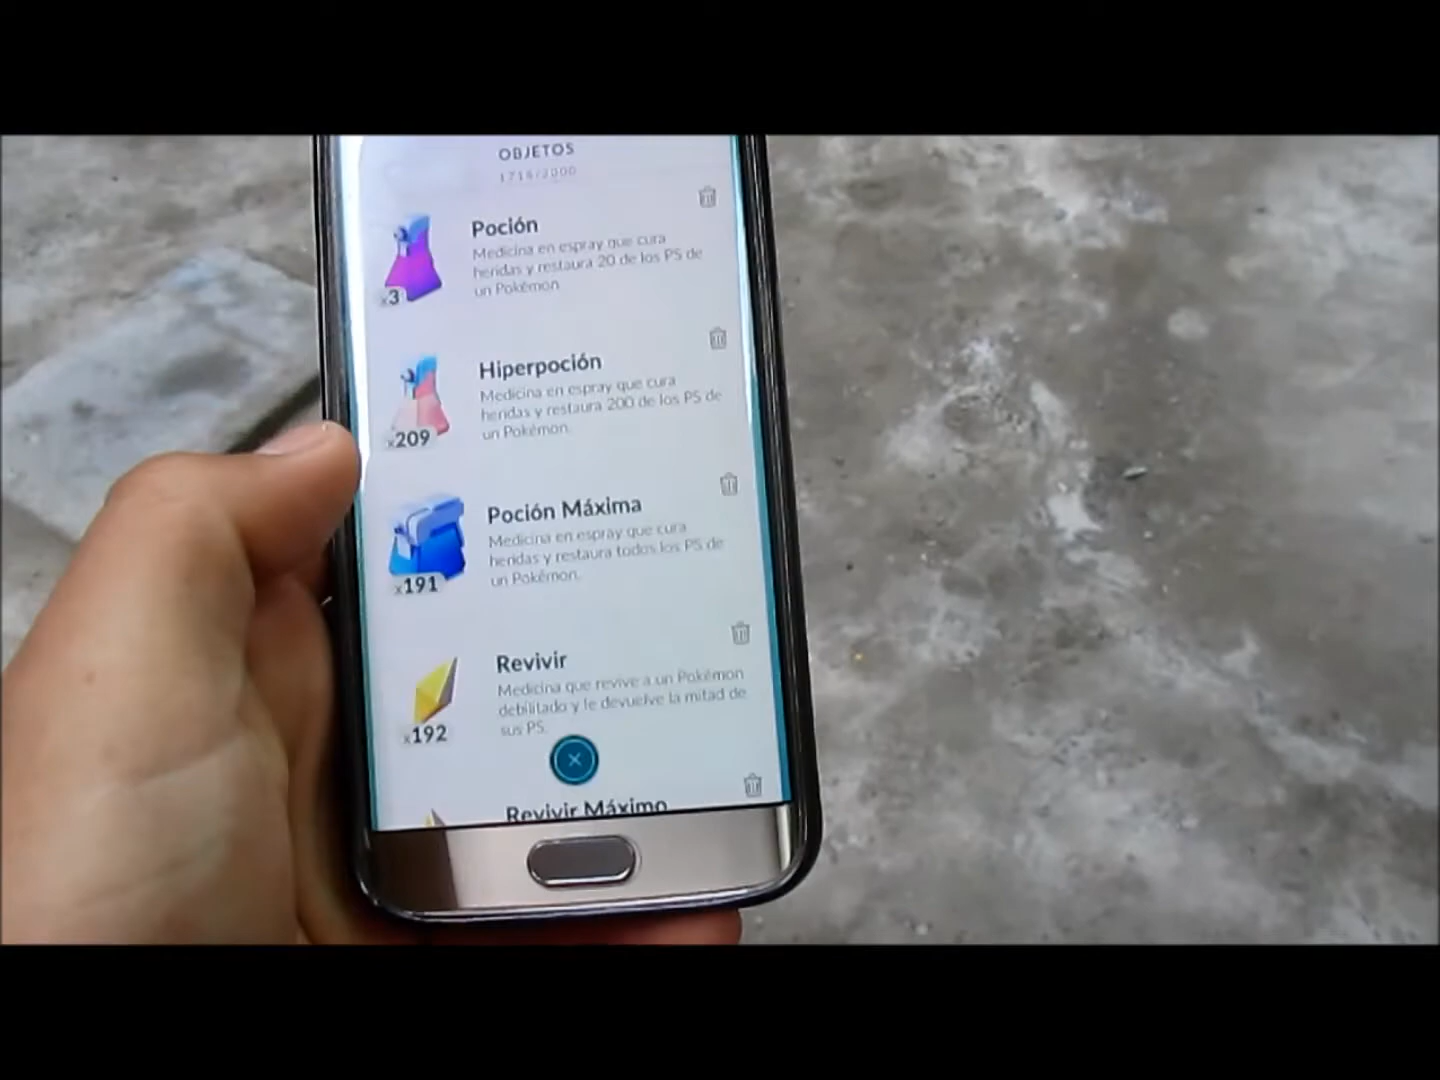 OBJETOS
1716/2000
Poción
Medicina en espray que cura
heridas y restaura 20 de los PS de
un Pokémon.
x3
Hiperpoción
Medicina en espray que cura
heridas y restaura 200 de los PS de
un Pokémon.
x209
Poción Máxima
Medicina en espray que cura
heridas y restaura todos los PS de
un Pokémon.
x191
Revivir
Medicina que revive a un Pokémon
debilitado y le devuelve la mitad de
sus PS.
x192
Revivir Máximo